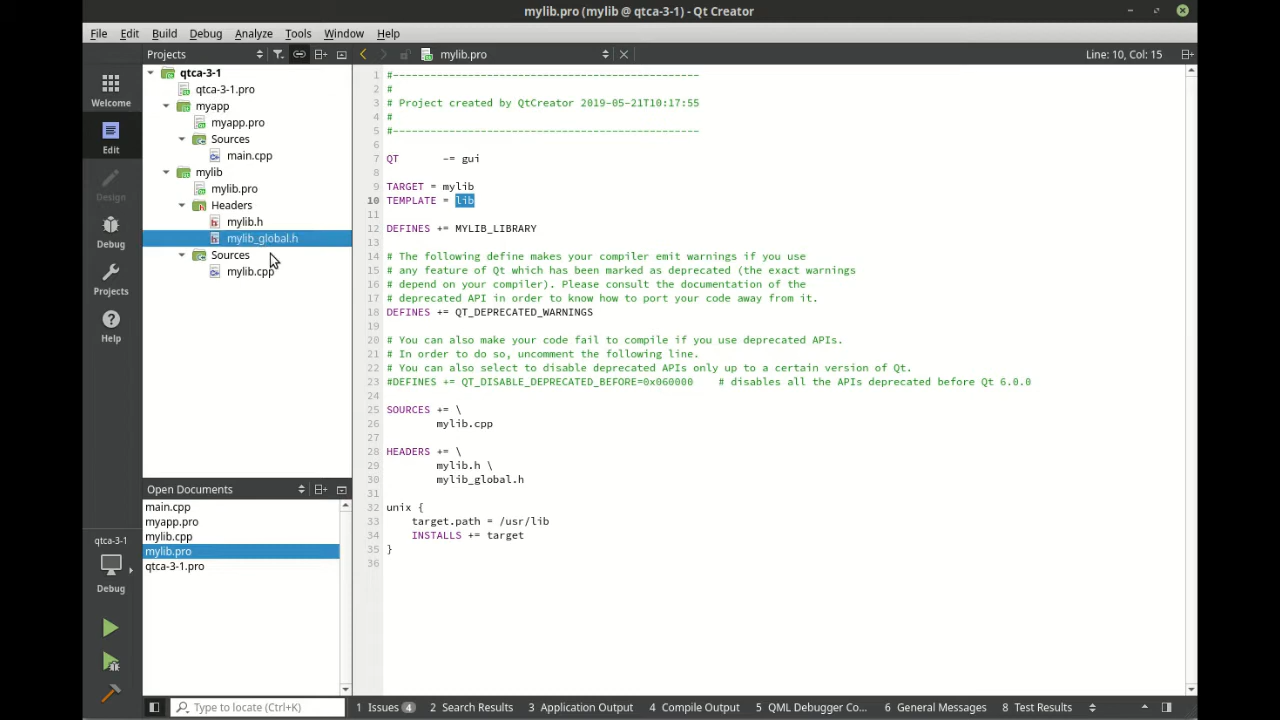 mylib.pro (mylib @ qtca-3-1) - Qt Creator
File Edit Build Debug Analyze Tools Window Help
Projects mylib.pro Line: 10, Col: 15
Welcome
Edit
Design
Debug
Projects
Help
qtca-3-1
qtca-3-1.pro
myapp
myapp.pro
Sources
main.cpp
mylib
mylib.pro
Headers
mylib.h
mylib_global.h
Sources
mylib.cpp
Open Documents
main.cpp
myapp.pro
mylib.cpp
mylib.pro
qtca-3-1.pro
qtca-3-1
Debug
1 #-------------------------------------------------
2 #
3 # Project created by QtCreator 2019-05-21T10:17:55
4 #
5 #-------------------------------------------------
6
7 QT       -= gui
8
9 TARGET = mylib
10 TEMPLATE = lib
11
12 DEFINES += MYLIB_LIBRARY
13
14 # The following define makes your compiler emit warnings if you use
15 # any feature of Qt which has been marked as deprecated (the exact warnings
16 # depend on your compiler). Please consult the documentation of the
17 # deprecated API in order to know how to port your code away from it.
18 DEFINES += QT_DEPRECATED_WARNINGS
19
20 # You can also make your code fail to compile if you use deprecated APIs.
21 # In order to do so, uncomment the following line.
22 # You can also select to disable deprecated APIs only up to a certain version of Qt.
23 #DEFINES += QT_DISABLE_DEPRECATED_BEFORE=0x060000    # disables all the APIs deprecated before Qt 6.0.0
24
25 SOURCES += \
26         mylib.cpp
27
28 HEADERS += \
29         mylib.h \
30         mylib_global.h
31
32 unix {
33     target.path = /usr/lib
34     INSTALLS += target
35 }
36
Type to locate (Ctrl+K) 1 Issues 4 2 Search Results 3 Application Output 4 Compile Output 5 QML Debugger Co... 6 General Messages 8 Test Results